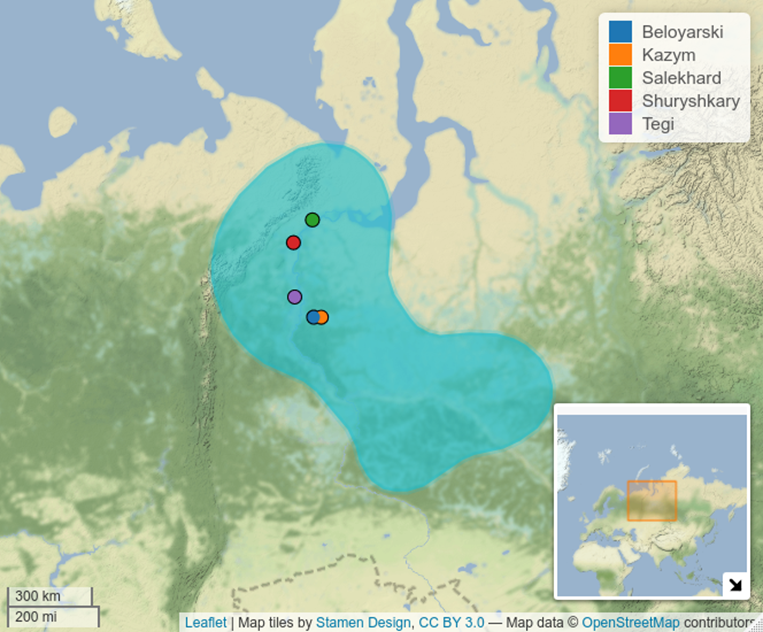 Beloyarski
Kazym
Salekhard
Shuryshkary
Tegi
300 km
200 mi
Leaflet | Map tiles by Stamen Design, CC BY 3.0 — Map data © OpenStreetMap contributors